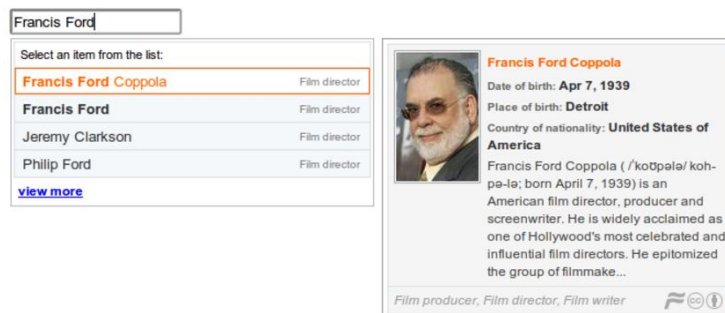 Francis Ford
Select an item from the list:
Francis Ford Coppola Film director
Francis Ford Film director
Jeremy Clarkson Film director
Philip Ford Film director
view more
Francis Ford Coppola
Date of birth: Apr 7, 1939
Place of birth: Detroit
Country of nationality: United States of
America
Francis Ford Coppola ( /ˈkoʊpələ/ koh-
pə-lə; born April 7, 1939) is an
American film director, producer and
screenwriter. He is widely acclaimed as
one of Hollywood's most celebrated and
influential film directors. He epitomized
the group of filmmake...
Film producer, Film director, Film writer
cc